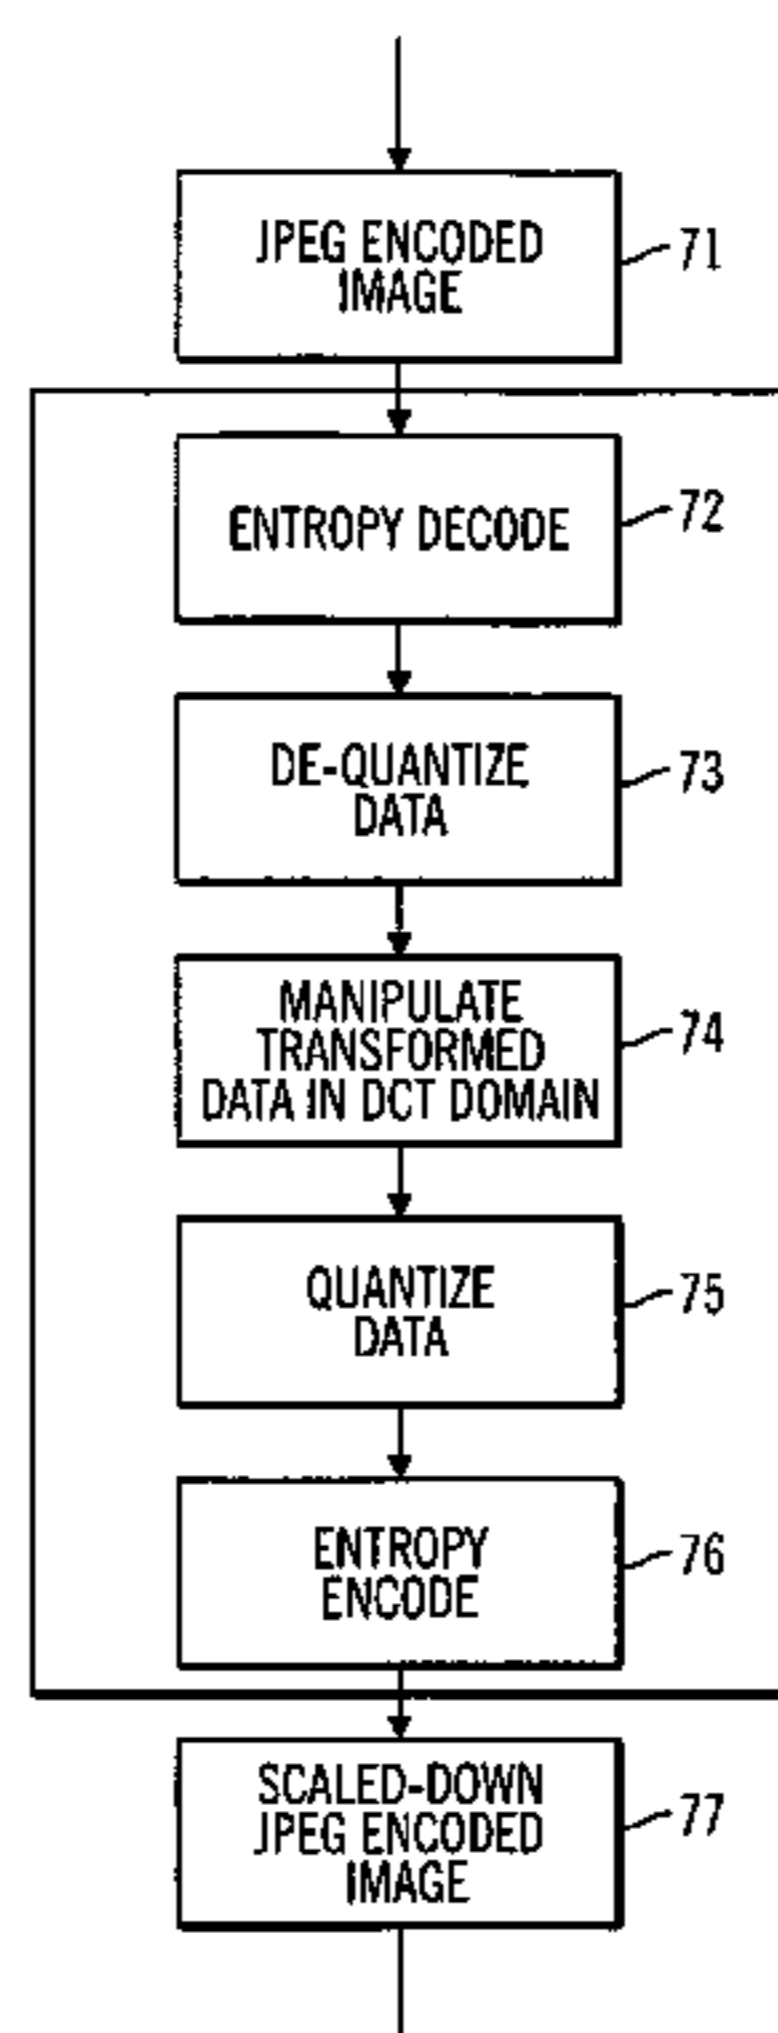 JPEG ENCODED
IMAGE
71
ENTROPY DECODE
72
DE-QUANTIZE
DATA
73
MANIPULATE
TRANSFORMED
DATA IN DCT DOMAIN
74
QUANTIZE
DATA
75
ENTROPY
ENCODE
76
SCALED-DOWN
JPEG ENCODED
IMAGE
77